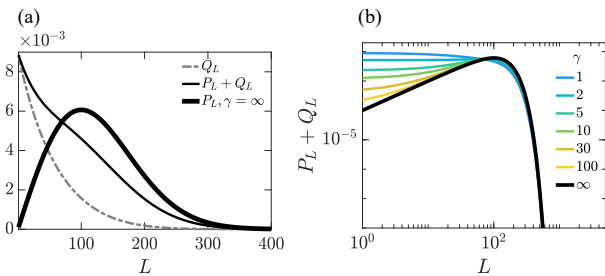 (a)
×10⁻³
8
6
4
2
0
100 200 300 400
L
Q_L
P_L + Q_L
P_L, γ = ∞
(b)
P_L + Q_L
10⁻⁵
10⁰ 10²
L
γ
1
2
5
10
30
100
∞